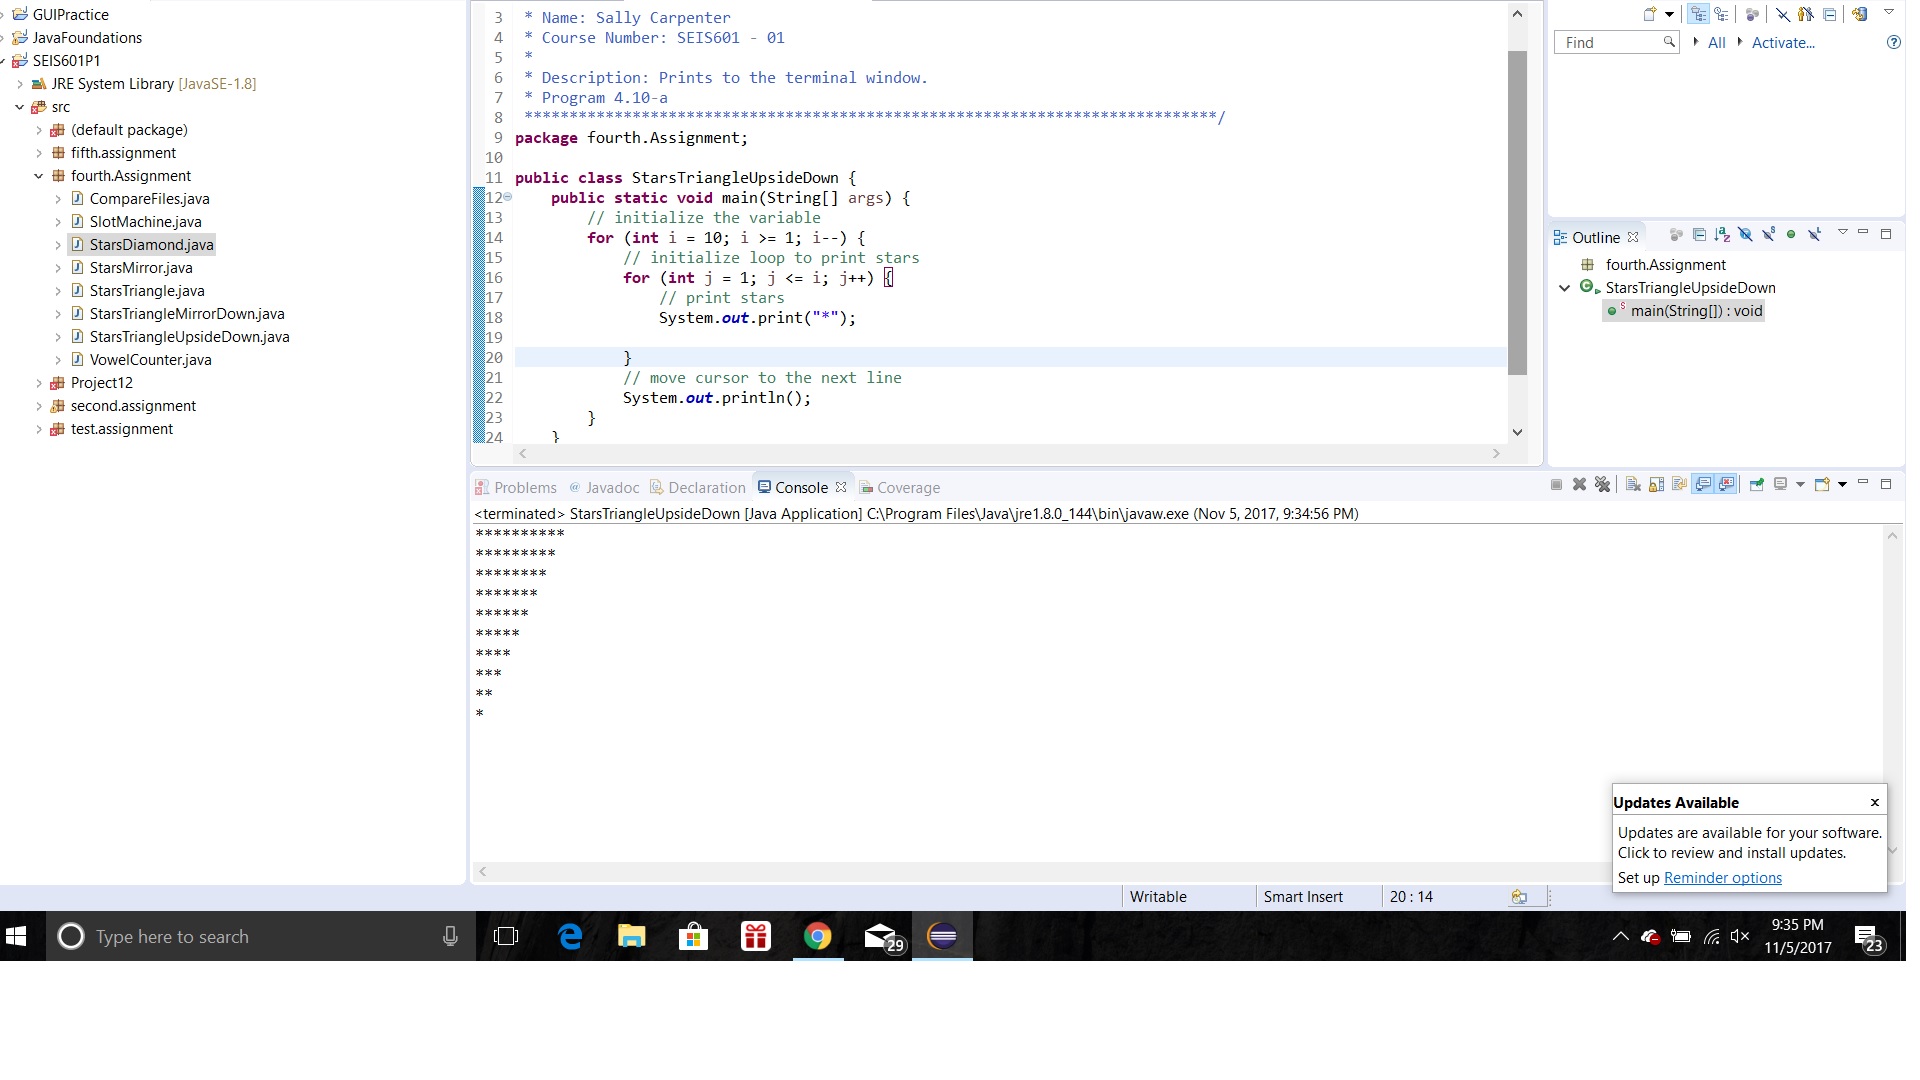 GUIPractice
JavaFoundations
SEIS601P1
JRE System Library [JavaSE-1.8]
src
(default package)
fifth.assignment
fourth.Assignment
CompareFiles.java
SlotMachine.java
StarsDiamond.java
StarsMirror.java
StarsTriangle.java
StarsTriangleMirrorDown.java
StarsTriangleUpsideDown.java
VowelCounter.java
Project12
second.assignment
test.assignment
3 * Name: Sally Carpenter
4 * Course Number: SEIS601 - 01
5 *
6 * Description: Prints to the terminal window.
7 * Program 4.10-a
8 *****************************************************************************/
9 package fourth.Assignment;
10
11 public class StarsTriangleUpsideDown {
12 public static void main(String[] args) {
13 // initialize the variable
14 for (int i = 10; i >= 1; i--) {
15 // initialize loop to print stars
16 for (int j = 1; j <= i; j++) {
17 // print stars
18 System.out.print("*");
19
20 }
21 // move cursor to the next line
22 System.out.println();
23 }
24 }
Find
All
Activate...
Outline
fourth.Assignment
StarsTriangleUpsideDown
main(String[]) : void
Problems @ Javadoc Declaration Console Coverage
<terminated> StarsTriangleUpsideDown [Java Application] C:\Program Files\Java\jre1.8.0_144\bin\javaw.exe (Nov 5, 2017, 9:34:56 PM)
**********
*********
********
*******
******
*****
****
***
**
*
Updates Available x
Updates are available for your software.
Click to review and install updates.
Set up Reminder options
Writable Smart Insert 20 : 14
Type here to search
29
9:35 PM
11/5/2017
23